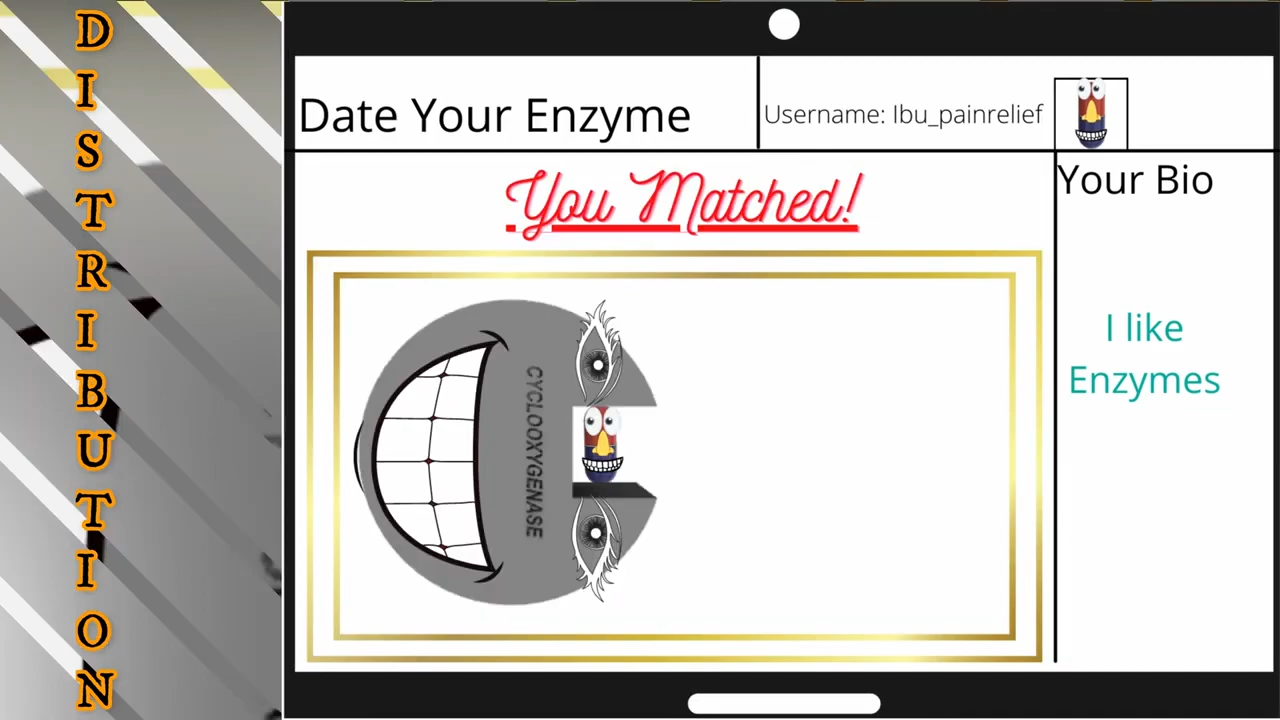 DISTRIBUTION
Date Your Enzyme
Username: Ibu_painrelief
You Matched!
Your Bio
I like
Enzymes
CYCLOOXYGENASE